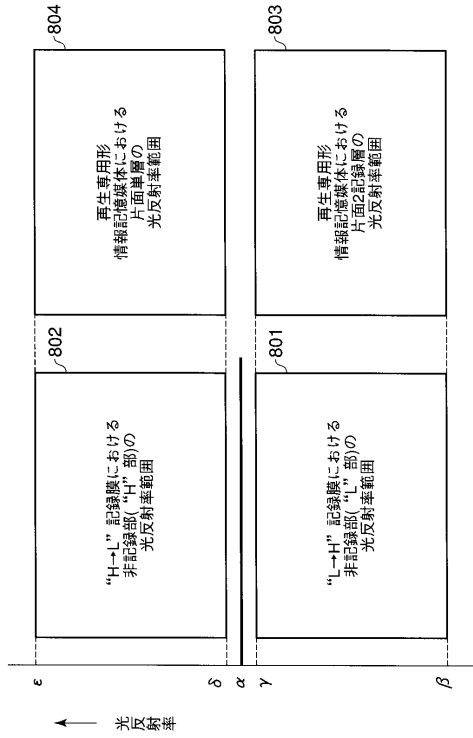 光
反
射
率
ε
δ
α
γ
β
802
“H→L” 記録膜における
非記録部( “H” 部)の
光反射率範囲
804
再生専用形
情報記憶媒体における
片面単層の
光反射率範囲
801
“L→H” 記録膜における
非記録部( “L” 部)の
光反射率範囲
803
再生専用形
情報記憶媒体における
片面2記録層の
光反射率範囲